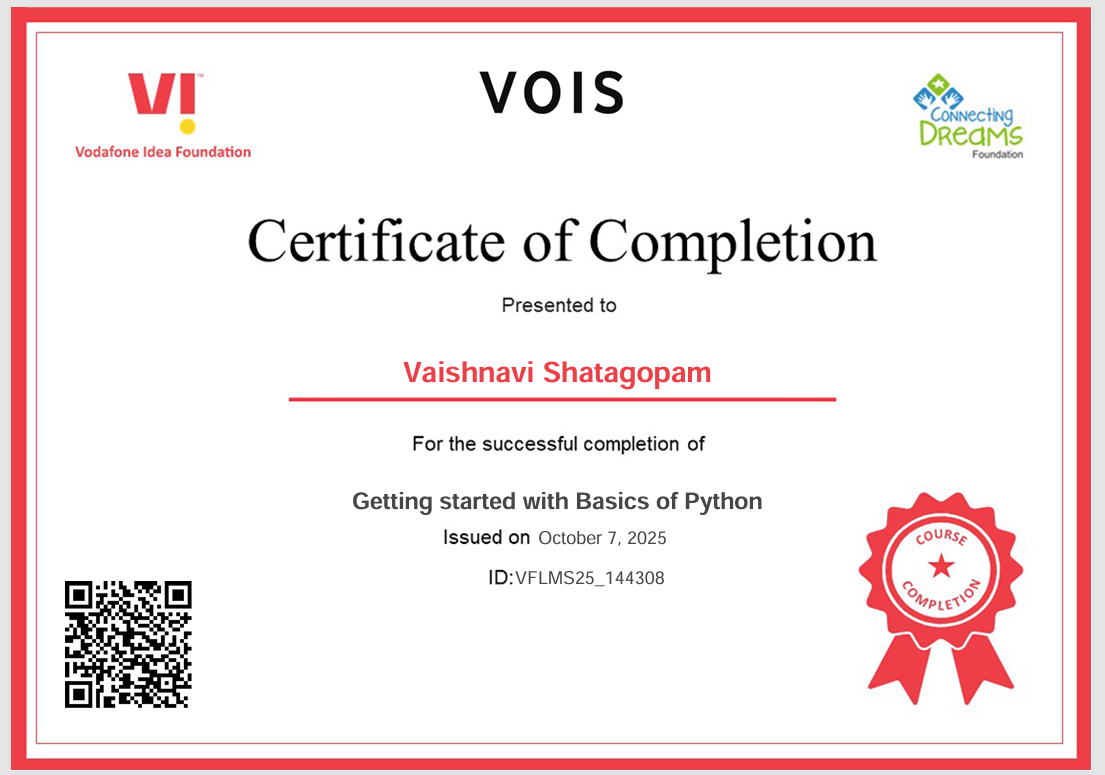 VI™
Vodafone Idea Foundation
VOIS
Connecting
Dreams
Foundation
Certificate of Completion
Presented to
Vaishnavi Shatagopam
For the successful completion of
Getting started with Basics of Python
Issued on October 7, 2025
ID:VFLMS25_144308
COURSE
COMPLETION